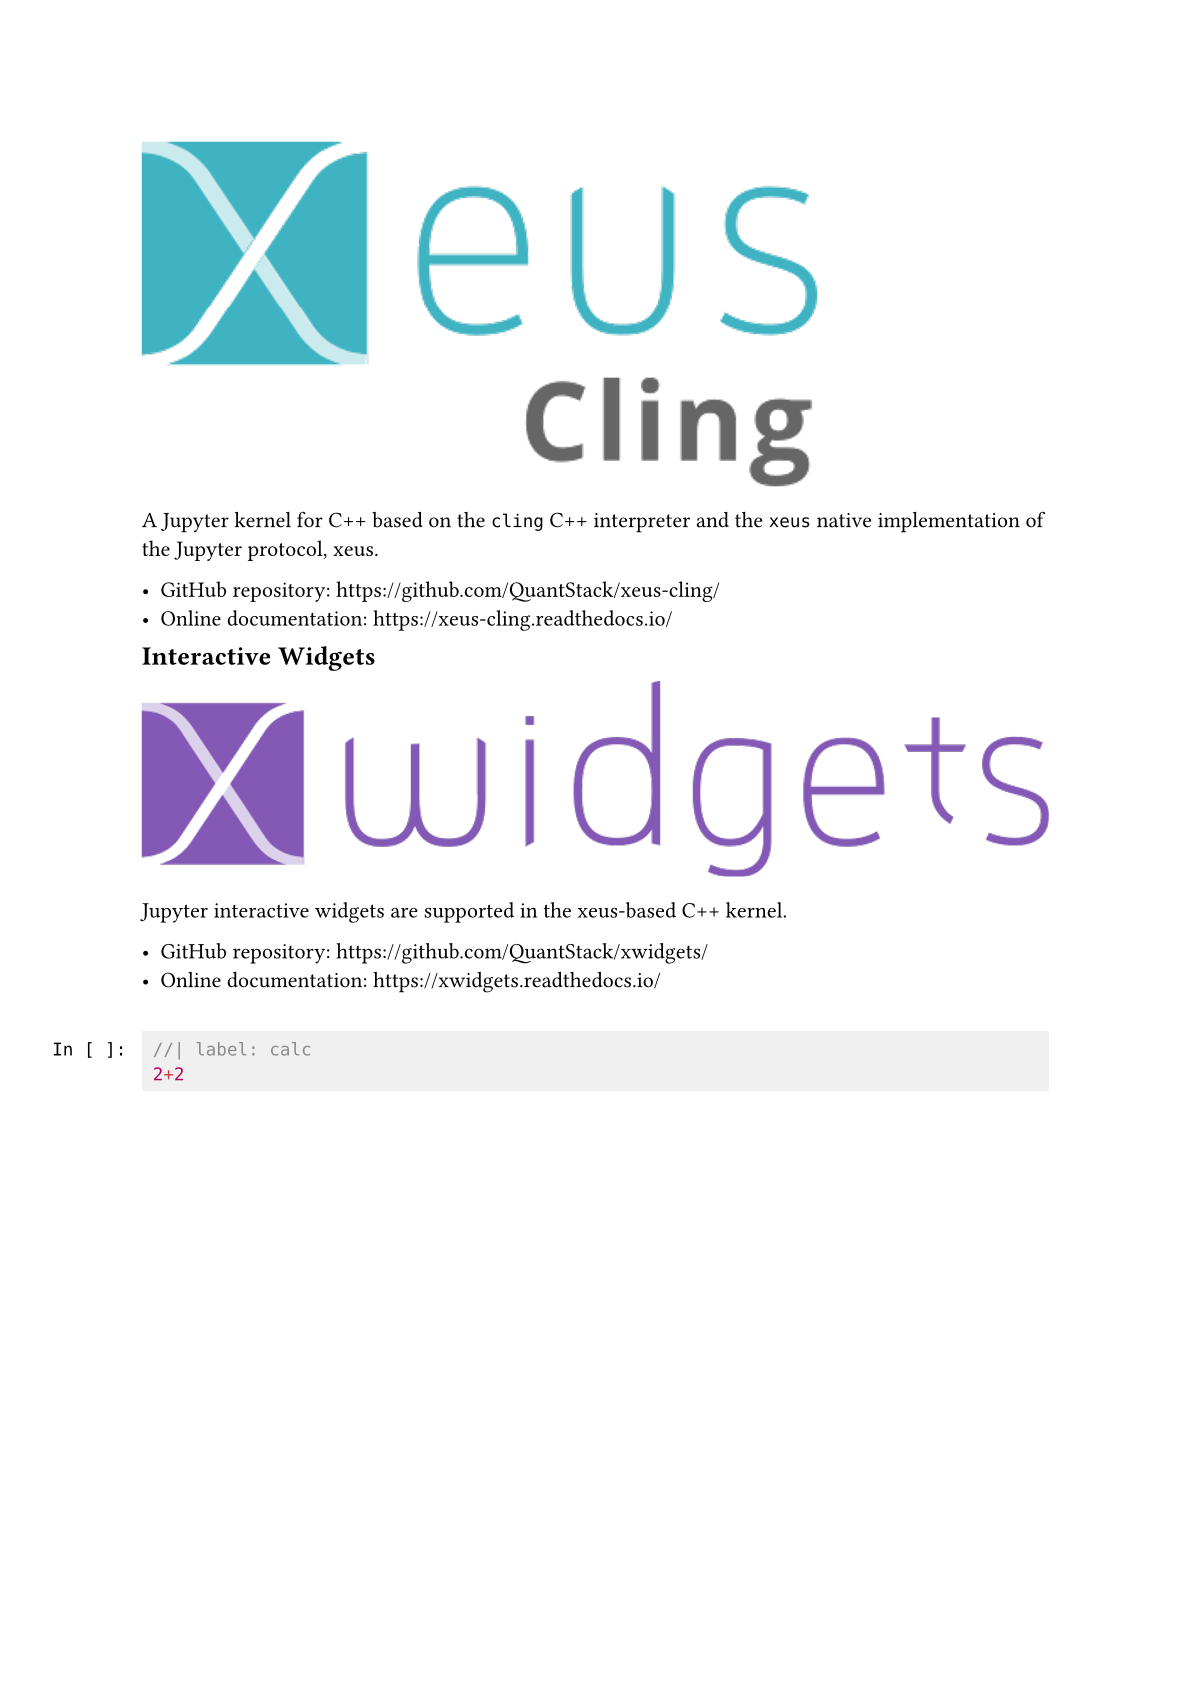 Xeus
Cling
A Jupyter kernel for C++ based on the cling C++ interpreter and the xeus native implementation of
the Jupyter protocol, xeus.
• GitHub repository: https://github.com/QuantStack/xeus-cling/
• Online documentation: https://xeus-cling.readthedocs.io/
Interactive Widgets
Xwidgets
Jupyter interactive widgets are supported in the xeus-based C++ kernel.
• GitHub repository: https://github.com/QuantStack/xwidgets/
• Online documentation: https://xwidgets.readthedocs.io/
In [ ]: //| label: calc
2+2